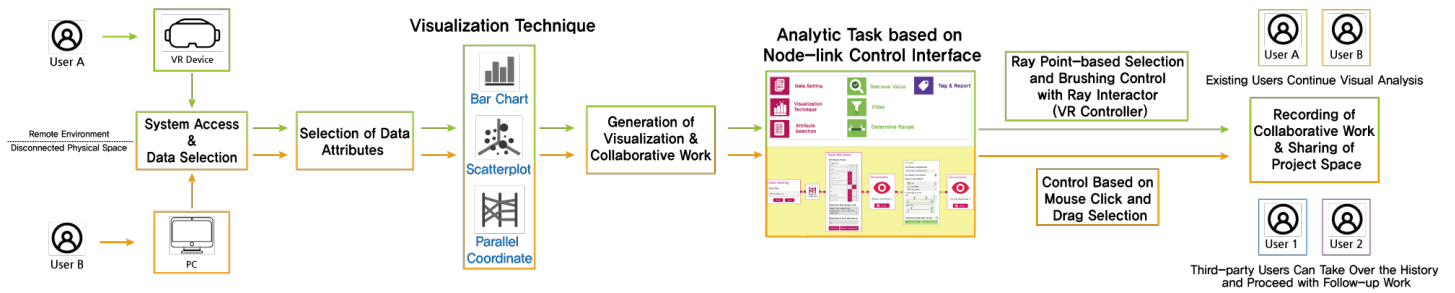 User A
VR Device
Remote Environment
Disconnected Physical Space
System Access
&
Data Selection
User B
PC
Selection of Data
Attributes
Visualization Technique
Bar Chart
Scatterplot
Parallel
Coordinate
Generation of
Visualization &
Collaborative Work
Analytic Task based on
Node-link Control Interface
Data Setting
Retrieve Value
Tag & Report
Visualization
Technique
Filter
Attribute
Selection
Determine Range
Ray Point-based Selection
and Brushing Control
with Ray Interactor
(VR Controller)
Control Based on
Mouse Click and
Drag Selection
User A
User B
Existing Users Continue Visual Analysis
Recording of
Collaborative Work
& Sharing of
Project Space
User 1
User 2
Third-party Users Can Take Over the History
and Proceed with Follow-up Work